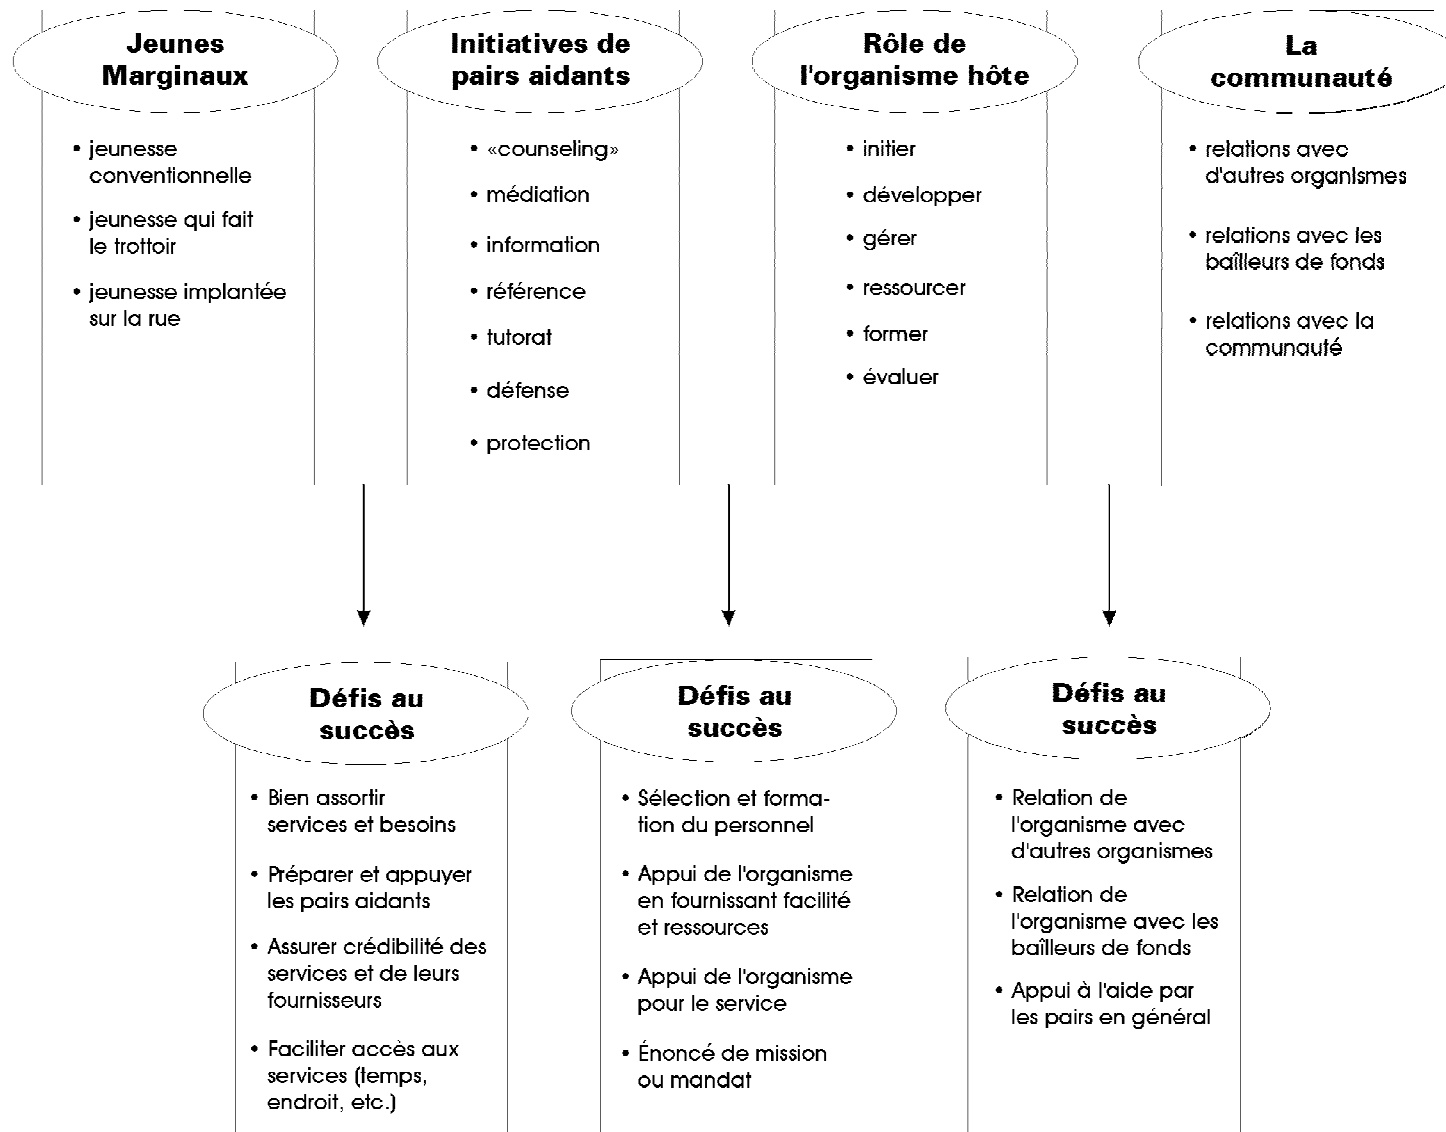 Jeunes
Marginaux
• jeunesse
conventionnelle
• jeunesse qui fait
le trottoir
• jeunesse implantée
sur la rue
Initiatives de
pairs aidants
• «counseling»
• médiation
• information
• référence
• tutorat
• défense
• protection
Rôle de
l'organisme hôte
• initier
• développer
• gérer
• ressourcer
• former
• évaluer
La
communauté
• relations avec
d'autres organismes
• relations avec les
baîlleurs de fonds
• relations avec la
communauté
Défis au
succès
• Bien assortir
services et besoins
• Préparer et appuyer
les pairs aidants
• Assurer crédibilité des
services et de leurs
fournisseurs
• Faciliter accès aux
services (temps,
endroit, etc.)
Défis au
succès
• Sélection et forma-
tion du personnel
• Appui de l'organisme
en fournissant facilité
et ressources
• Appui de l'organisme
pour le service
• Énoncé de mission
ou mandat
Défis au
succès
• Relation de
l'organisme avec
d'autres organismes
• Relation de
l'organisme avec les
baîlleurs de fonds
• Appui à l'aide par
les pairs en général